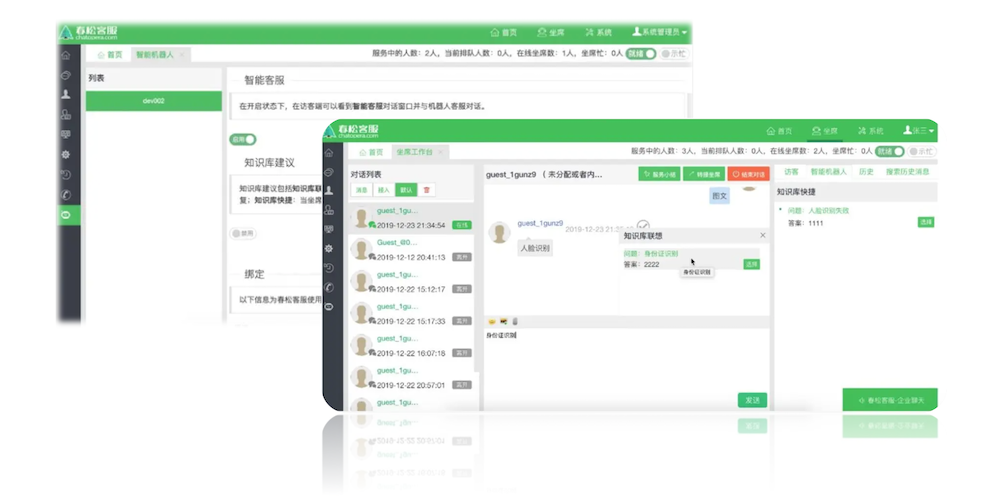 春松客服
chatopera.com
首页
坐席
系统
系统管理员
首页
智能机器人
服务中的人数：2人，当前排队人数：0人，在线坐席数：1人，坐席忙：0人
就绪
示忙
列表
dev002
智能客服
在开启状态下，在访客端可以看到智能客服对话窗口并与机器人客服对话。
启用
知识库建议
知识库建议包括知识库联
复；知识库快捷：当坐席
禁用
绑定
以下信息为春松客服使用
春松客服
chatopera.com
首页
坐席
系统
张三
首页
坐席工作台
服务中的人数：3人，当前排队人数：0人，在线坐席数：2人，坐席忙：0人
就绪
示忙
对话列表
消息
接入
默认
guest_1gu...
2019-12-23 21:34:54
在线
Guest_@0...
2019-12-12 20:41:13
离开
guest_1gu...
2019-12-22 15:12:17
离开
guest_1gu...
2019-12-22 15:17:33
离开
guest_1gu...
2019-12-22 16:07:18
离开
guest_1gu...
2019-12-22 20:57:01
离开
guest_1gu...
guest_1gunz9 （ 未分配或者内...
服务小结
转接坐席
结束对话
图文
guest_1gunz9
人脸识别
知识库联想
问题：身份证识别
答案：2222
选择
身份证识别
身份证识别
发送
访客
智能机器人
历史
搜索历史消息
知识库快捷
问题：人脸识别失败
答案：1111
选择
春松客服-企业聊天